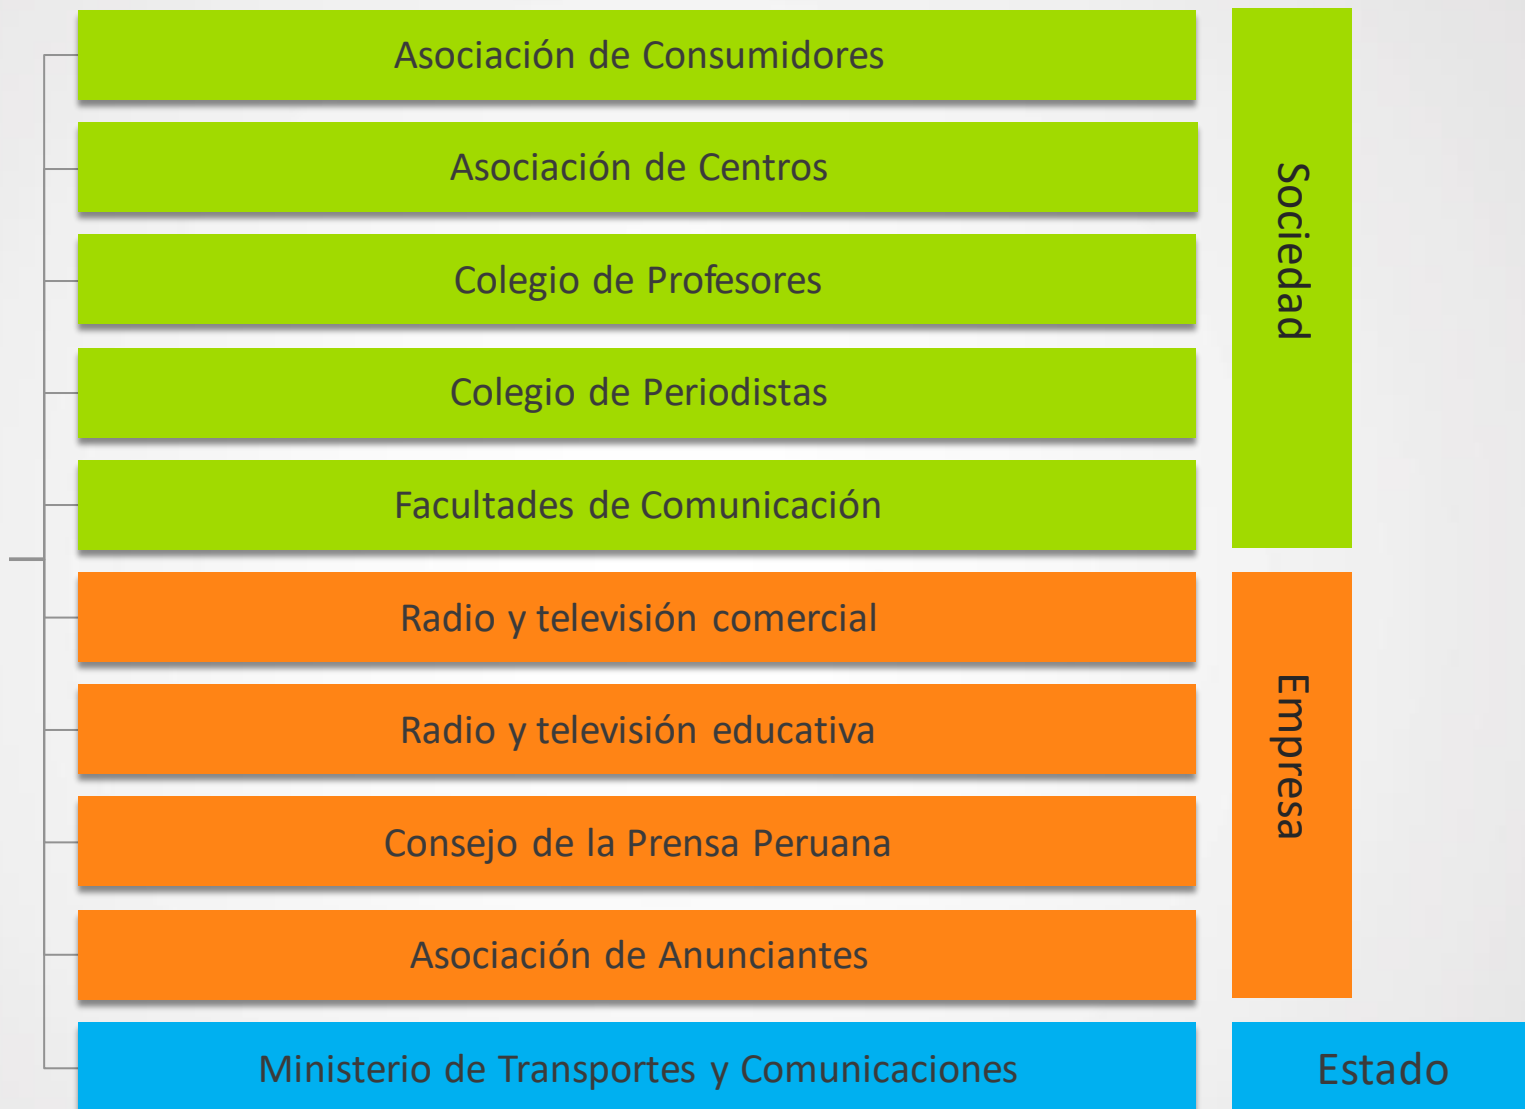 Asociación de Consumidores
Asociación de Centros
Colegio de Profesores
Colegio de Periodistas
Facultades de Comunicación
Sociedad
Radio y televisión comercial
Radio y televisión educativa
Consejo de la Prensa Peruana
Asociación de Anunciantes
Empresa
Ministerio de Transportes y Comunicaciones
Estado